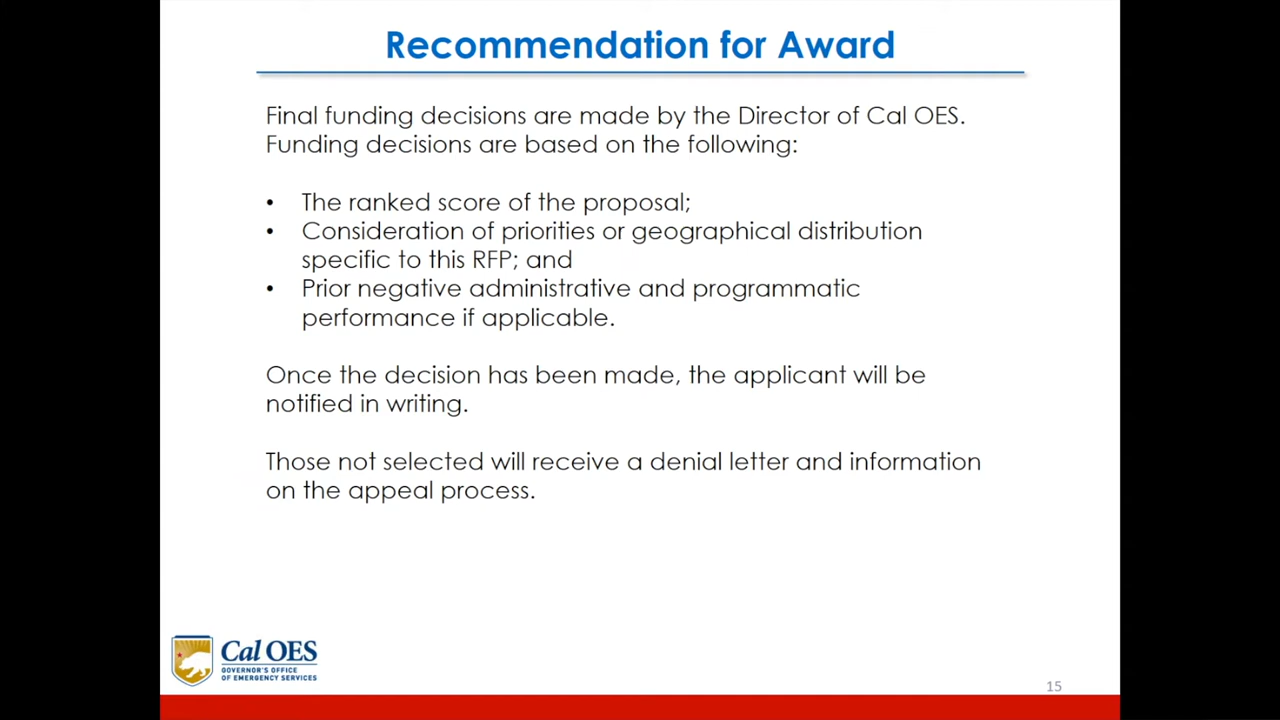 Recommendation for Award
Final funding decisions are made by the Director of Cal OES.
Funding decisions are based on the following:
• The ranked score of the proposal;
• Consideration of priorities or geographical distribution
specific to this RFP; and
• Prior negative administrative and programmatic
performance if applicable.
Once the decision has been made, the applicant will be
notified in writing.
Those not selected will receive a denial letter and information
on the appeal process.
Cal OES
GOVERNOR'S OFFICE
OF EMERGENCY SERVICES
15